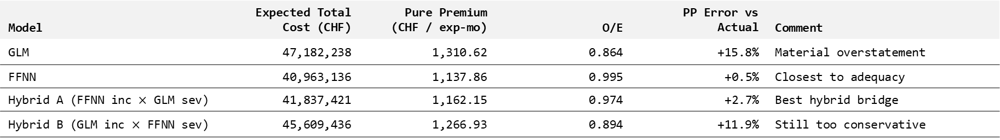 Model | Expected Total Cost (CHF) | Pure Premium (CHF / exp-mo) | O/E | PP Error vs Actual | Comment
GLM | 47,182,238 | 1,310.62 | 0.864 | +15.8% | Material overstatement
FFNN | 40,963,136 | 1,137.86 | 0.995 | +0.5% | Closest to adequacy
Hybrid A (FFNN inc × GLM sev) | 41,837,421 | 1,162.15 | 0.974 | +2.7% | Best hybrid bridge
Hybrid B (GLM inc × FFNN sev) | 45,609,436 | 1,266.93 | 0.894 | +11.9% | Still too conservative